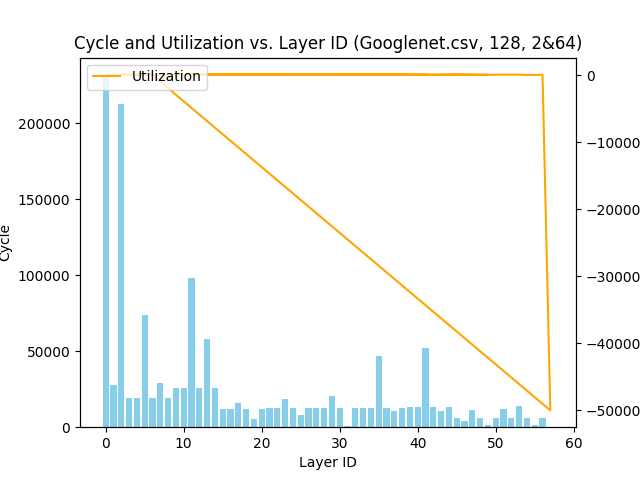 Cycle and Utilization vs. Layer ID (Googlenet.csv, 128, 2&64)
Utilization
Cycle
200000
150000
100000
50000
0
0
−10000
−20000
−30000
−40000
−50000
0 10 20 30 40 50 60
Layer ID